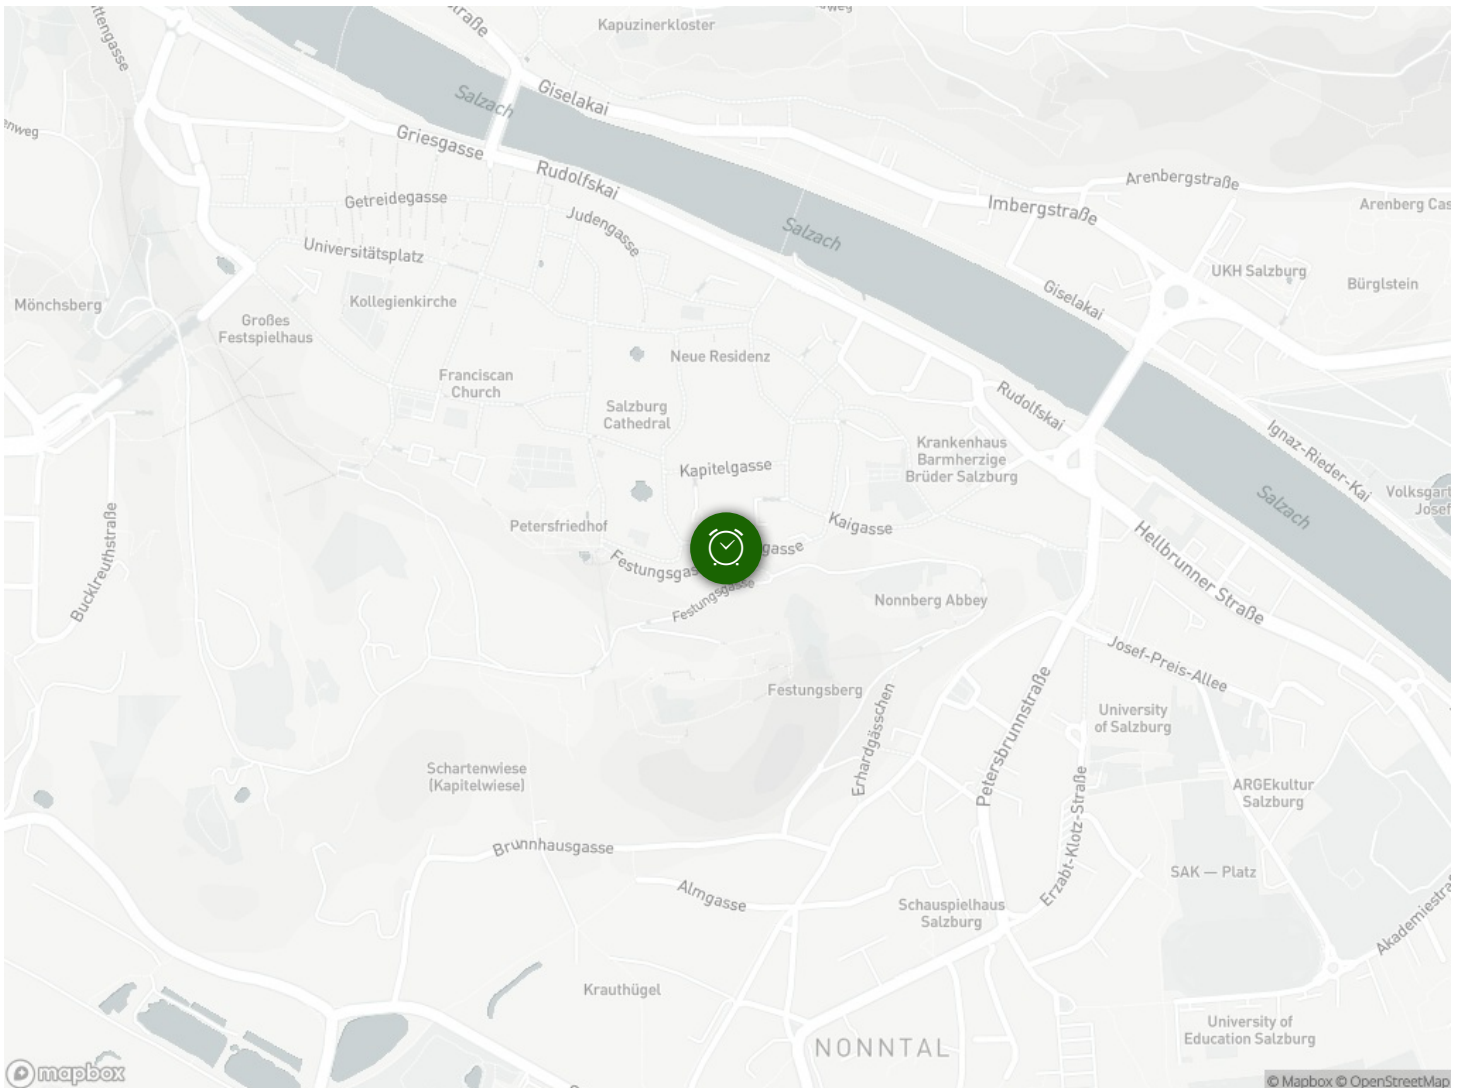 Kapuzinerkloster
Salzach
Giselakai
Griesgasse
Rudolfskai
Arenbergstraße
Getreidegasse
Judengasse
Salzach
Imbergstraße
Arenberg Cas
Universitätsplatz
UKH Salzburg
Mönchsberg
Kollegienkirche
Giselakai
Bürglstein
Großes
Festspielhaus
Neue Residenz
Franciscan
Church
Salzburg
Cathedral
Rudolfskai
Krankenhaus
Barmherzige
Brüder Salzburg
Ignaz-Rieder-Kai
Kapitelgasse
Salzach
Volksgart
Josef
Bucklreuthstraße
Petersfriedhof
Kaigasse
Hellbrunner Straße
Festungsgas
gasse
Festungsgasse
Nonnberg Abbey
Josef-Preis-Allee
Festungsberg
Erhardgässchen
Petersbrunnstraße
University
of Salzburg
Schartenwiese
(Kapitelwiese)
Erzabt-Klotz-Straße
ARGEkultur
Salzburg
Brunnhausgasse
SAK — Platz
Almgasse
Schauspielhaus
Salzburg
Akademiestra
Krauthügel
University of
Education Salzburg
NONNTAL
mapbox
© Mapbox © OpenStreetMap